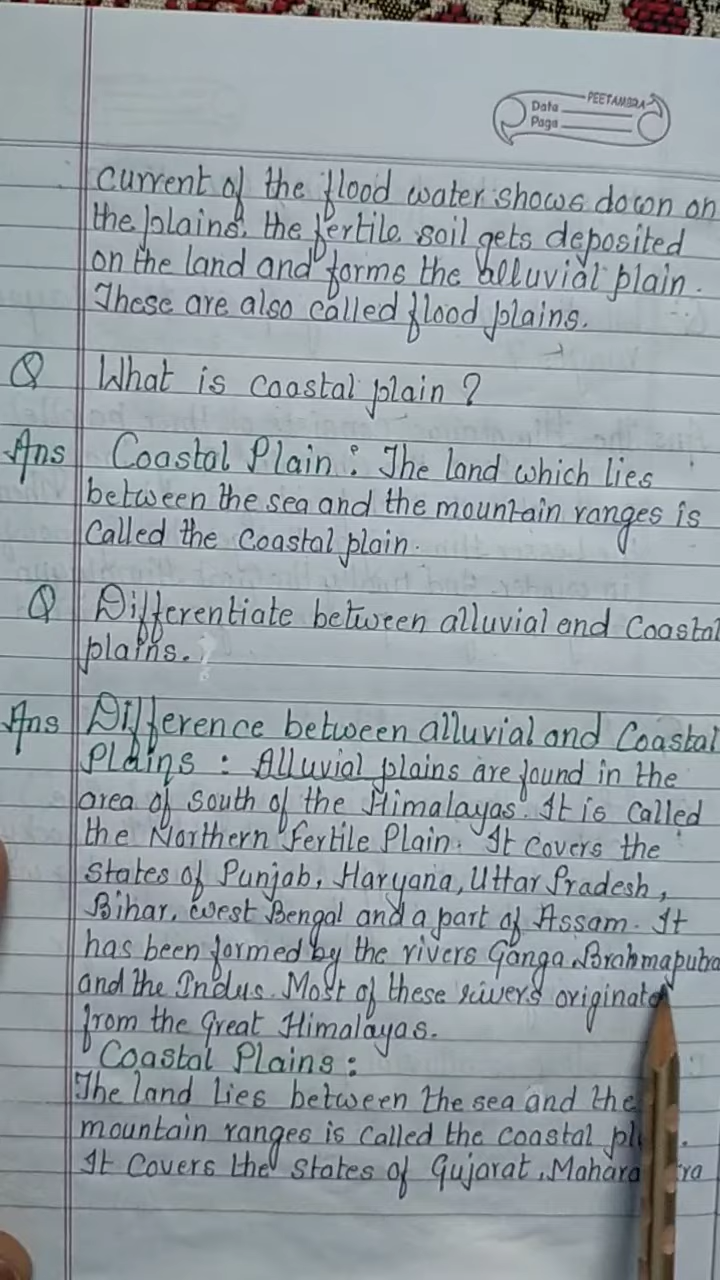 PEETAMBRA
Date
Page
current of the flood water shows down on
the plains, the fertile soil gets deposited
on the land and forms the alluvial plain.
These are also called flood plains.
Q What is coastal plain ?
Ans Coastal Plain : The land which lies
between the sea and the mountain ranges is
Called the Coastal plain.
Q Differentiate between alluvial and Coastal
plains.
Ans Difference between alluvial and Coastal
Plains : Alluvial plains are found in the
area of south of the Himalayas. It is Called
the Northern Fertile Plain. It covers the
States of Punjab, Haryana, Uttar Pradesh,
Bihar, West Bengal and a part of Assam. It
has been formed by the rivers Ganga, Brahmaputra
and the Indus. Most of these rivers originate
from the Great Himalayas.
Coastal Plains :
The land lies between the sea and the
mountain ranges is Called the coastal
It Covers the States of Gujarat,